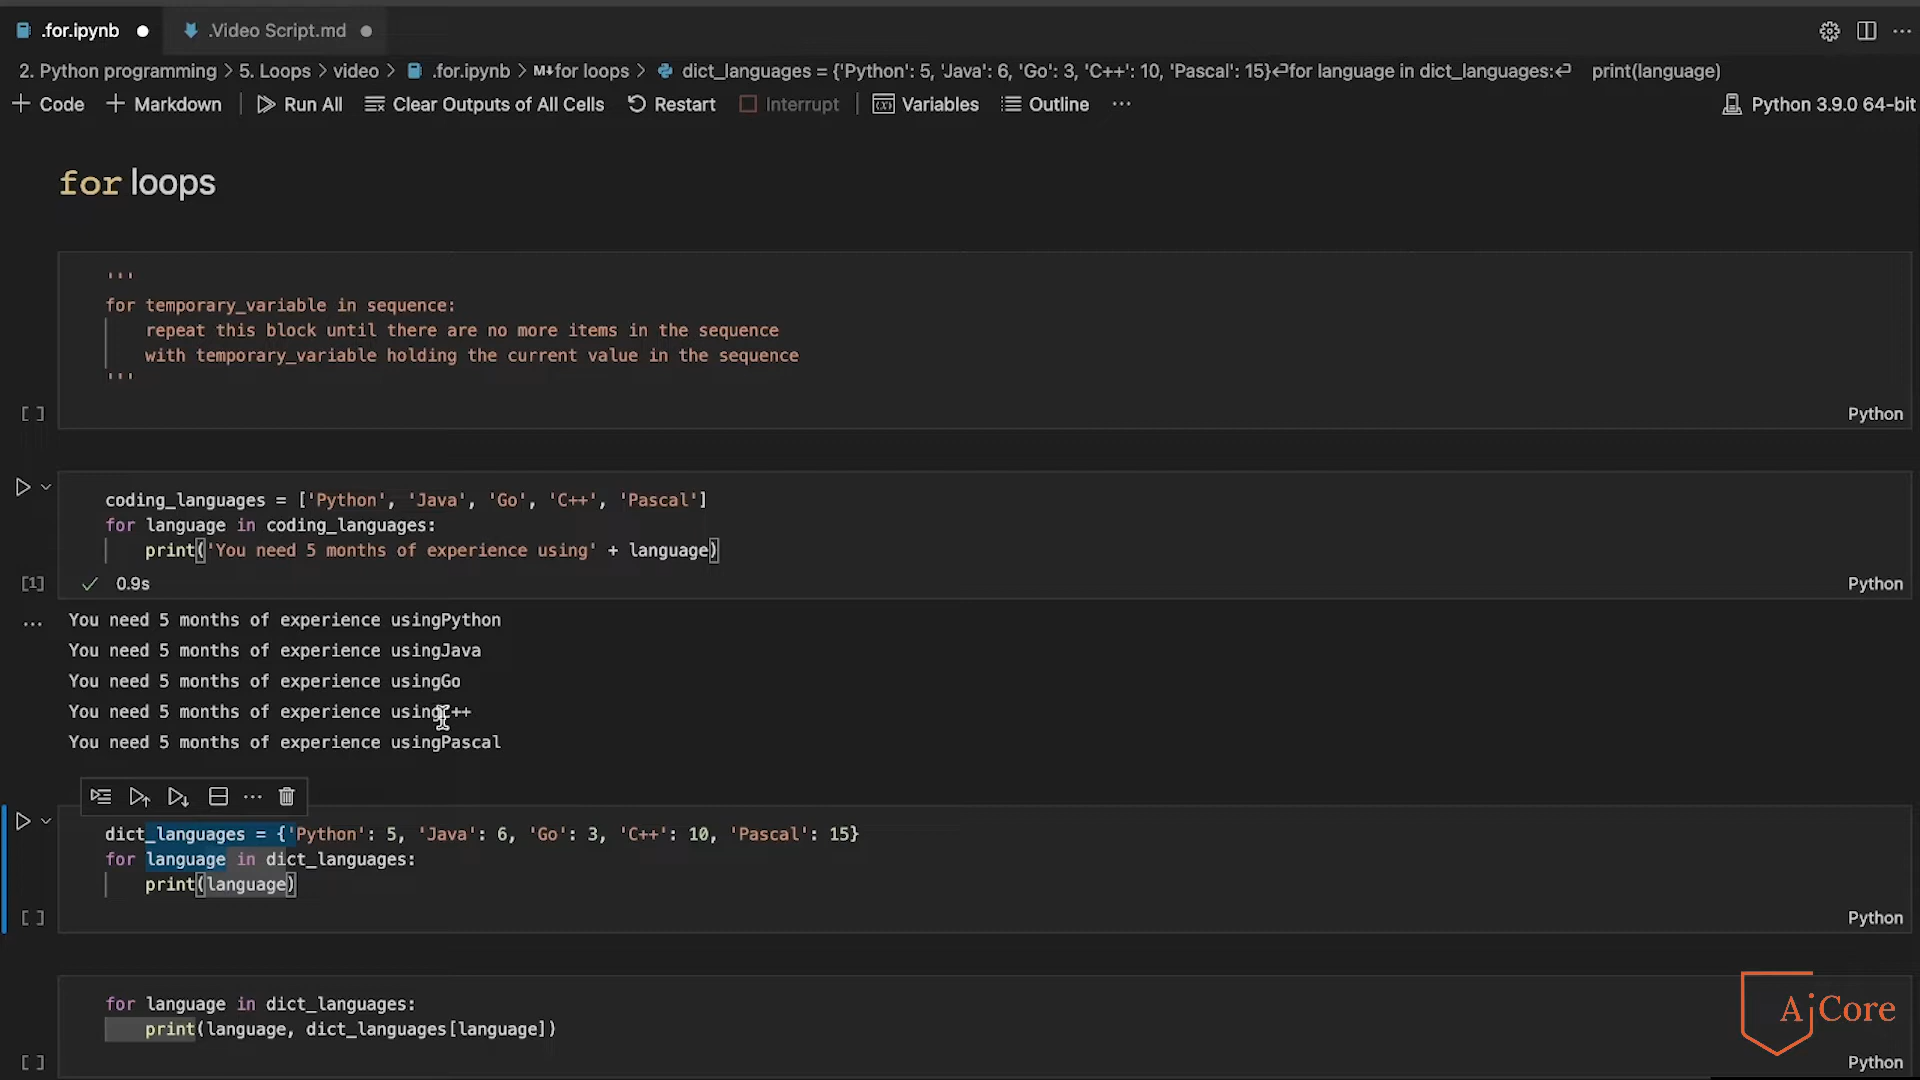 .for.ipynb
.Video Script.md
2. Python programming > 5. Loops > video > .for.ipynb > M↓for loops > dict_languages = {'Python': 5, 'Java': 6, 'Go': 3, 'C++': 10, 'Pascal': 15}⏎for language in dict_languages:⏎ print(language)
+ Code + Markdown Run All Clear Outputs of All Cells Restart Interrupt Variables Outline ··· Python 3.9.0 64-bit
for loops
'''
for temporary_variable in sequence:
repeat this block until there are no more items in the sequence
with temporary_variable holding the current value in the sequence
'''
[ ] Python
coding_languages = ['Python', 'Java', 'Go', 'C++', 'Pascal']
for language in coding_languages:
print('You need 5 months of experience using' + language)
[1] ✓ 0.9s Python
... You need 5 months of experience usingPython
You need 5 months of experience usingJava
You need 5 months of experience usingGo
You need 5 months of experience usingC++
You need 5 months of experience usingPascal
dict_languages = {'Python': 5, 'Java': 6, 'Go': 3, 'C++': 10, 'Pascal': 15}
for language in dict_languages:
print(language)
[ ] Python
for language in dict_languages:
print(language, dict_languages[language])
[ ] Python
AiCore